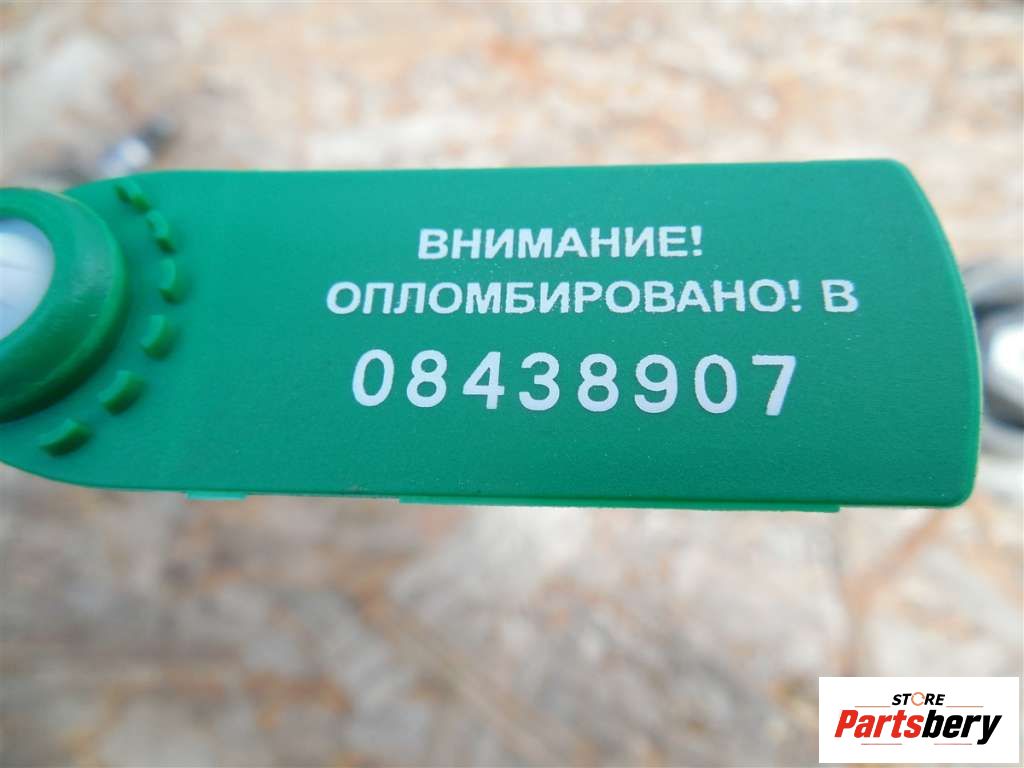 ВНИМАНИЕ!
ОПЛОМБИРОВАНО! В
08438907
STORE
Partsbery